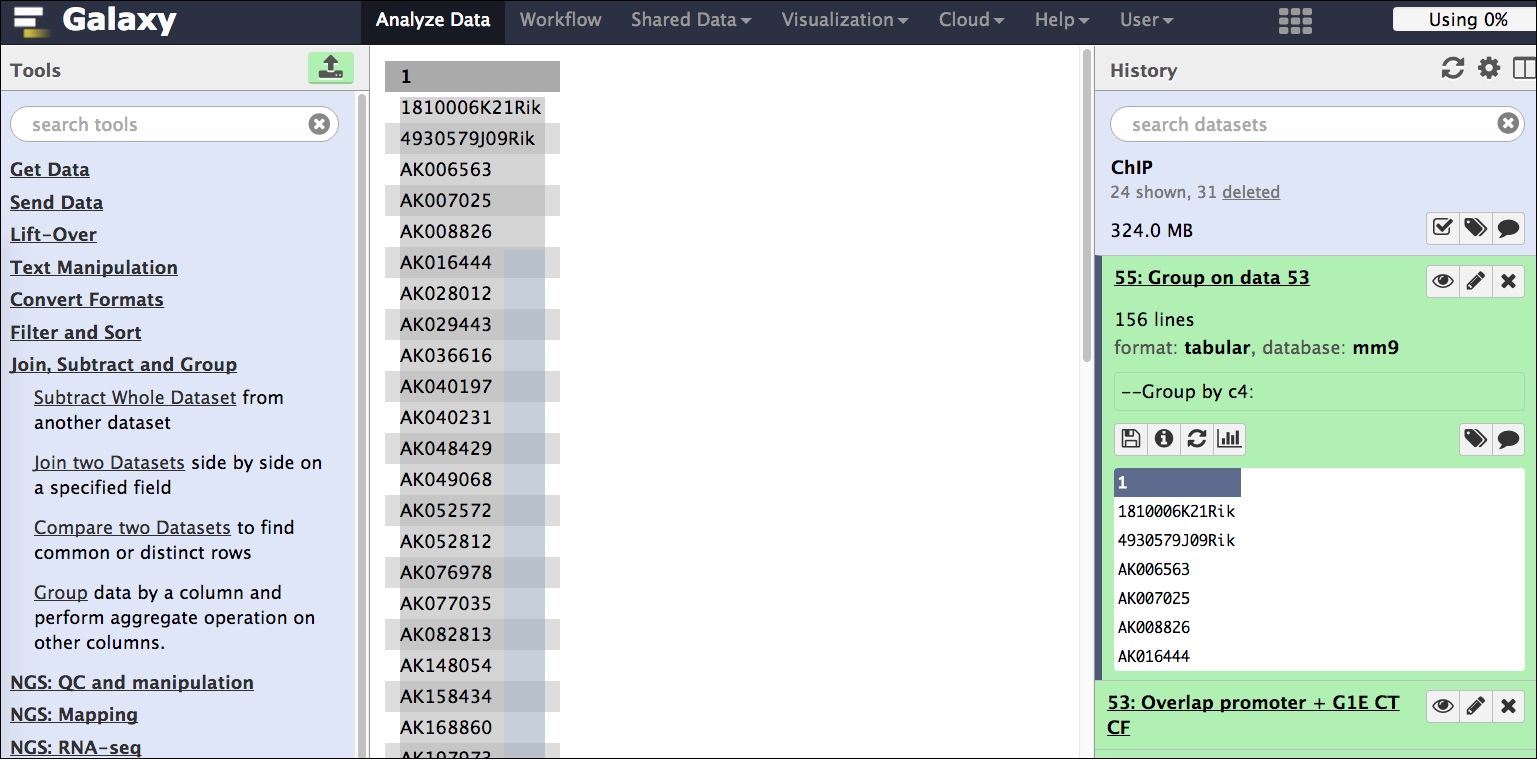 Galaxy
Analyze Data
Workflow
Shared Data
Visualization
Cloud
Help
User
Using 0%
Tools
search tools
Get Data
Send Data
Lift-Over
Text Manipulation
Convert Formats
Filter and Sort
Join, Subtract and Group
Subtract Whole Dataset from
another dataset
Join two Datasets side by side on
a specified field
Compare two Datasets to find
common or distinct rows
Group data by a column and
perform aggregate operation on
other columns.
NGS: QC and manipulation
NGS: Mapping
NGS: RNA-seq
1
1810006K21Rik
4930579J09Rik
AK006563
AK007025
AK008826
AK016444
AK028012
AK029443
AK036616
AK040197
AK040231
AK048429
AK049068
AK052572
AK052812
AK076978
AK077035
AK082813
AK148054
AK158434
AK168860
AK197973
History
search datasets
ChIP
24 shown, 31 deleted
324.0 MB
55: Group on data 53
156 lines
format: tabular, database: mm9
--Group by c4:
1
1810006K21Rik
4930579J09Rik
AK006563
AK007025
AK008826
AK016444
53: Overlap promoter + G1E CT
CF